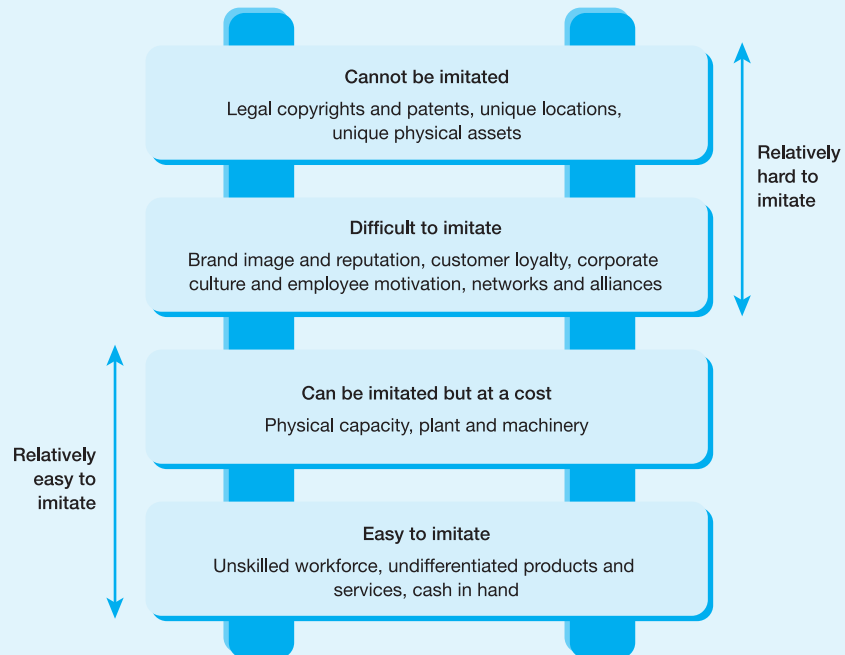 Cannot be imitated
Legal copyrights and patents, unique locations,
unique physical assets
Relatively
hard to
imitate
Difficult to imitate
Brand image and reputation, customer loyalty, corporate
culture and employee motivation, networks and alliances
Can be imitated but at a cost
Physical capacity, plant and machinery
Relatively
easy to
imitate
Easy to imitate
Unskilled workforce, undifferentiated products and
services, cash in hand